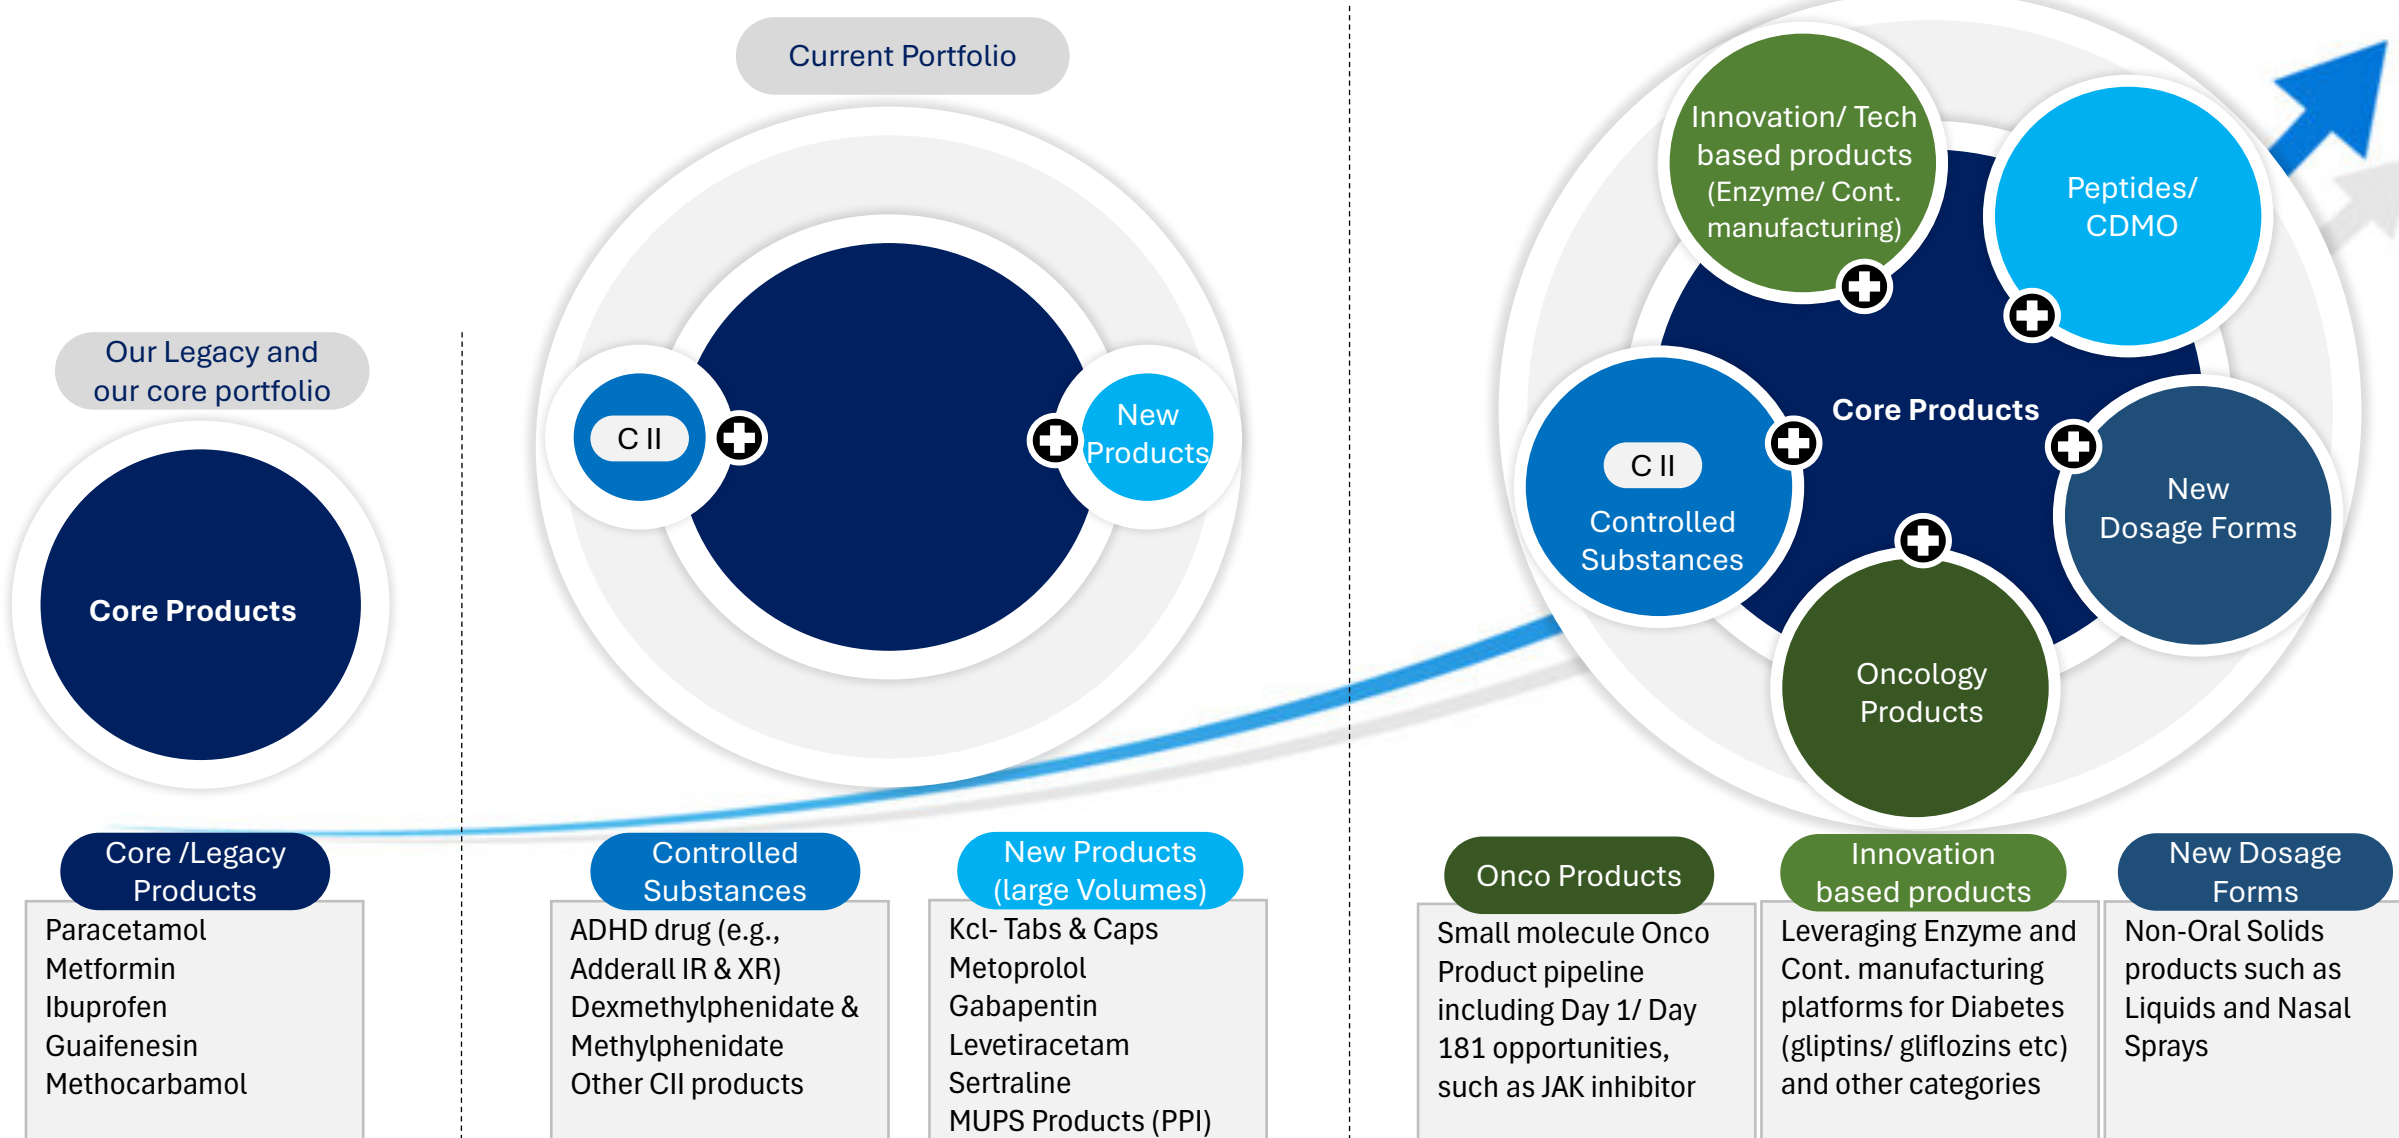 Current Portfolio
Our Legacy and
our core portfolio
Core Products
C II
New
Products
Innovation/ Tech
based products
(Enzyme/ Cont.
manufacturing)
Peptides/
CDMO
Core Products
C II
Controlled
Substances
New
Dosage Forms
Oncology
Products
Core /Legacy
Products
Paracetamol
Metformin
Ibuprofen
Guaifenesin
Methocarbamol
Controlled
Substances
ADHD drug (e.g.,
Adderall IR & XR)
Dexmethylphenidate &
Methylphenidate
Other CII products
New Products
(large Volumes)
Kcl- Tabs & Caps
Metoprolol
Gabapentin
Levetiracetam
Sertraline
MUPS Products (PPI)
Onco Products
Small molecule Onco
Product pipeline
including Day 1/ Day
181 opportunities,
such as JAK inhibitor
Innovation
based products
Leveraging Enzyme and
Cont. manufacturing
platforms for Diabetes
(gliptins/ gliflozins etc)
and other categories
New Dosage
Forms
Non-Oral Solids
products such as
Liquids and Nasal
Sprays